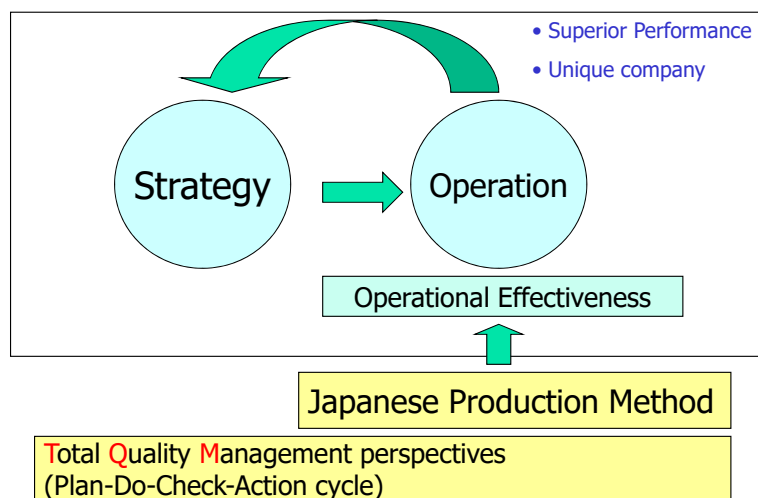 • Superior Performance
• Unique company
Strategy
Operation
Operational Effectiveness
Japanese Production Method
Total Quality Management perspectives
(Plan-Do-Check-Action cycle)